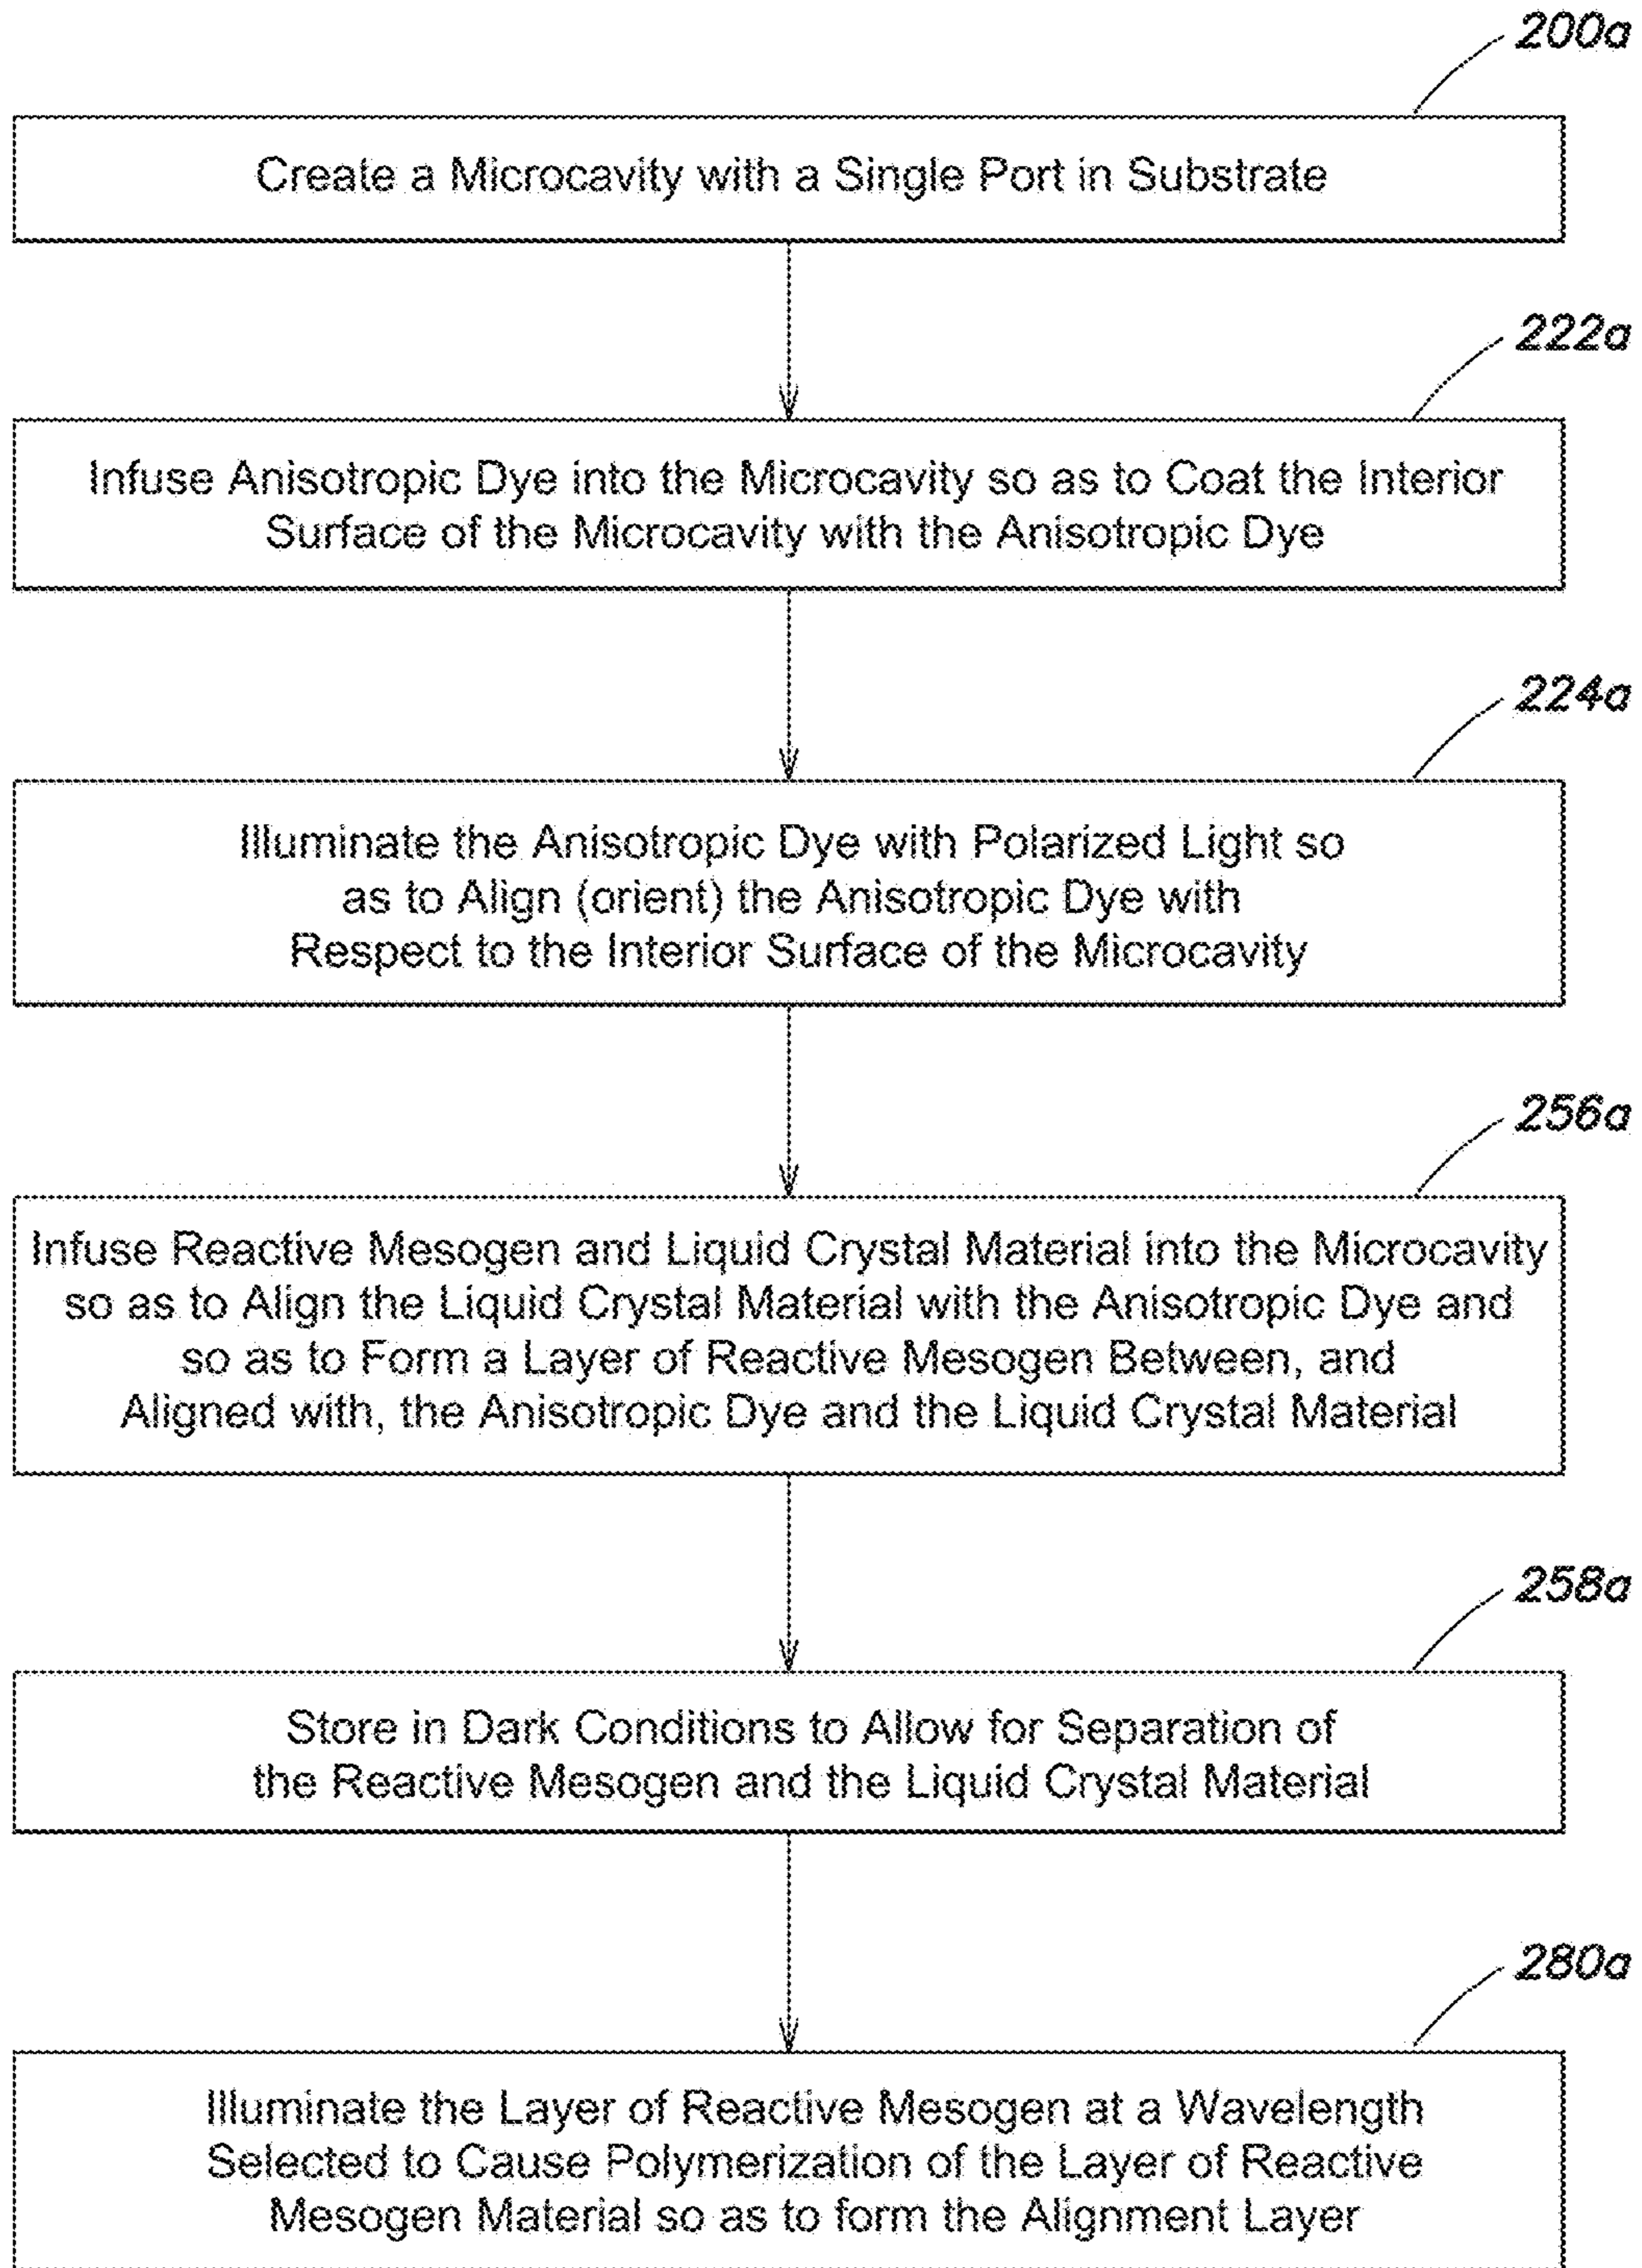 200a
Create a Microcavity with a Single Port in Substrate
222a
Infuse Anisotropic Dye into the Microcavity so as to Coat the Interior
Surface of the Microcavity with the Anisotropic Dye
224a
Illuminate the Anisotropic Dye with Polarized Light so
as to Align (orient) the Anisotropic Dye with
Respect to the Interior Surface of the Microcavity
256a
Infuse Reactive Mesogen and Liquid Crystal Material into the Microcavity
so as to Align the Liquid Crystal Material with the Anisotropic Dye and
so as to Form a Layer of Reactive Mesogen Between, and
Aligned with, the Anisotropic Dye and the Liquid Crystal Material
258a
Store in Dark Conditions to Allow for Separation of
the Reactive Mesogen and the Liquid Crystal Material
280a
Illuminate the Layer of Reactive Mesogen at a Wavelength
Selected to Cause Polymerization of the Layer of Reactive
Mesogen Material so as to form the Alignment Layer